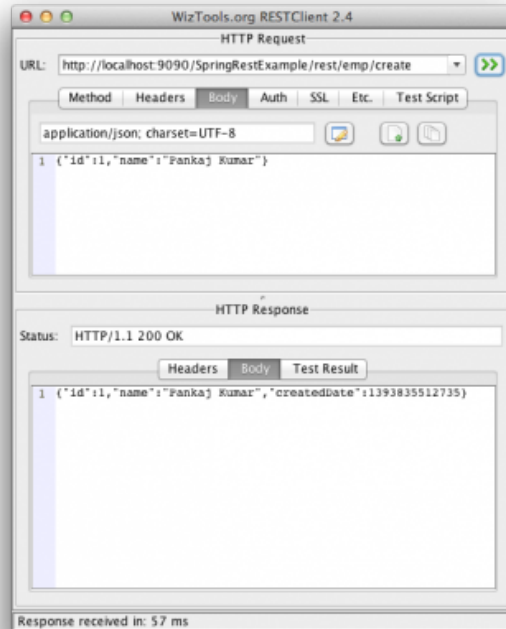 WizTools.org RESTClient 2.4
HTTP Request
URL: http://localhost:9090/SpringRestExample/rest/emp/create
Method Headers Body Auth SSL Etc. Test Script
application/json; charset=UTF-8
1 {"id":1,"name":"Pankaj Kumar"}
HTTP Response
Status: HTTP/1.1 200 OK
Headers Body Test Result
1 {"id":1,"name":"Pankaj Kumar","createdDate":1393835512735}
Response received in: 57 ms